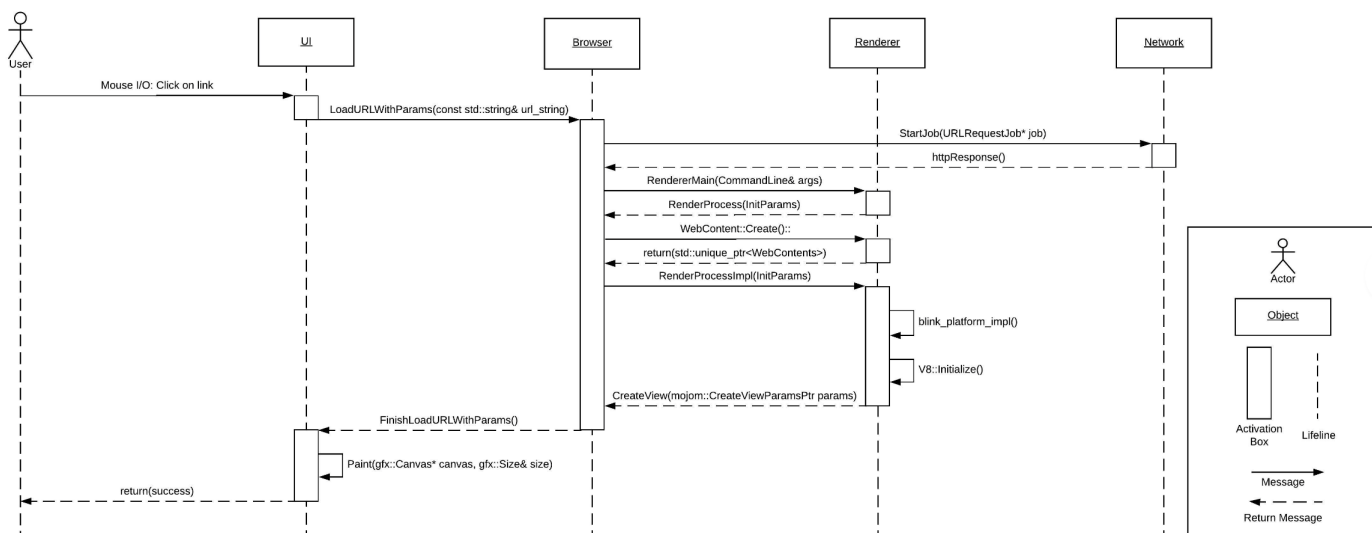 User
UI
Browser
Renderer
Network
Mouse I/O: Click on link
LoadURLWithParams(const std::string& url_string)
StartJob(URLRequestJob* job)
httpResponse()
RendererMain(CommandLine& args)
RenderProcess(InitParams)
WebContent::Create()::
return(std::unique_ptr<WebContents>)
RenderProcessImpl(InitParams)
blink_platform_impl()
V8::Initialize()
CreateView(mojom::CreateViewParamsPtr params)
FinishLoadURLWithParams()
Paint(gfx::Canvas* canvas, gfx::Size& size)
return(success)
Actor
Object
Activation
Box
Lifeline
Message
Return Message